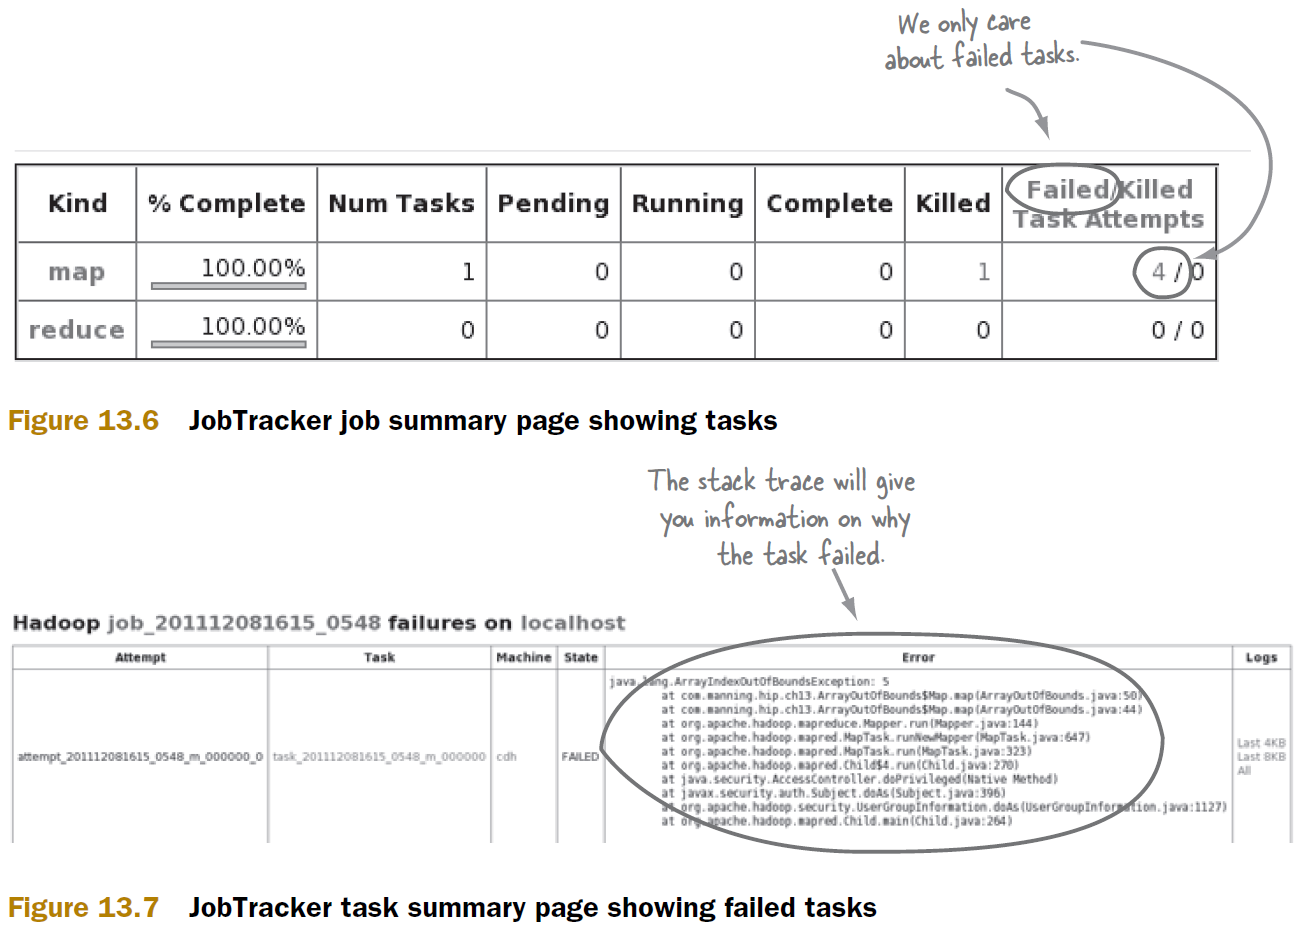 We only care
about failed tasks.
Kind % Complete Num Tasks Pending Running Complete Killed Failed/Killed
Task Attempts
map 100.00% 1 0 0 0 1 4 / 0
reduce 100.00% 0 0 0 0 0 0 / 0
Figure 13.6 JobTracker job summary page showing tasks
The stack trace will give
you information on why
the task failed.
Hadoop job_201112081615_0548 failures on localhost
Attempt Task Machine State Error Logs
java.lang.ArrayIndexOutOfBoundsException: 5
at com.manning.hip.ch13.ArrayOutOfBounds$Map.map(ArrayOutOfBounds.java:50)
at com.manning.hip.ch13.ArrayOutOfBounds$Map.map(ArrayOutOfBounds.java:44)
at org.apache.hadoop.mapreduce.Mapper.run(Mapper.java:144)
at org.apache.hadoop.mapred.MapTask.runNewMapper(MapTask.java:647)
at org.apache.hadoop.mapred.MapTask.run(MapTask.java:323)
attempt_201112081615_0548_m_000000_0 task_201112081615_0548_m_000000 cdh FAILED
at org.apache.hadoop.mapred.Child$4.run(Child.java:270)
at java.security.AccessController.doPrivileged(Native Method)
at javax.security.auth.Subject.doAs(Subject.java:396)
at org.apache.hadoop.security.UserGroupInformation.doAs(UserGroupInformation.java:1127)
at org.apache.hadoop.mapred.Child.main(Child.java:264)
Last 4KB
Last 8KB
All
Figure 13.7 JobTracker task summary page showing failed tasks